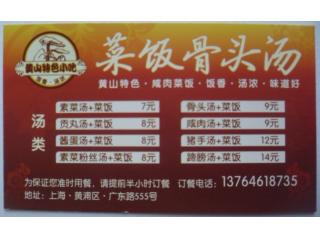 黄山特色小吃
菜饭骨头汤
黄山特色·咸肉菜饭·饭香·汤浓·味道好
汤类
素菜汤+菜饭 7元
骨头汤+菜饭 9元
贡丸汤+菜饭 8元
咸肉汤+菜饭 9元
酱蛋汤+菜饭 8元
猪手汤+菜饭 12元
素菜粉丝汤+菜饭 8元
蹄膀汤+菜饭 14元
为保证您准时用餐、请提前半小时订餐 订餐电话:13764618735
地址:上海·黄浦区·广东路555号